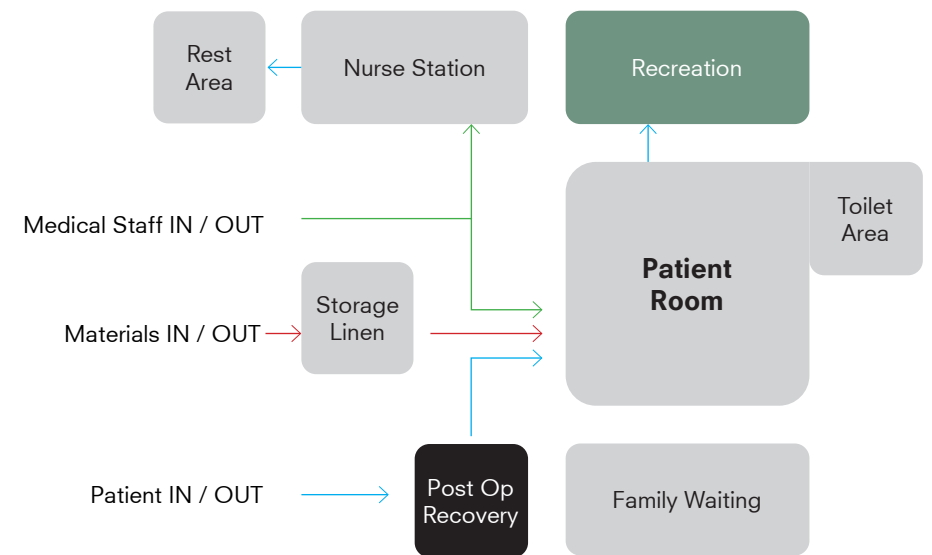 Rest
Area
Nurse Station
Recreation
Medical Staff IN / OUT
Toilet
Area
Patient
Room
Storage
Linen
Materials IN / OUT
Patient IN / OUT
Post Op
Recovery
Family Waiting